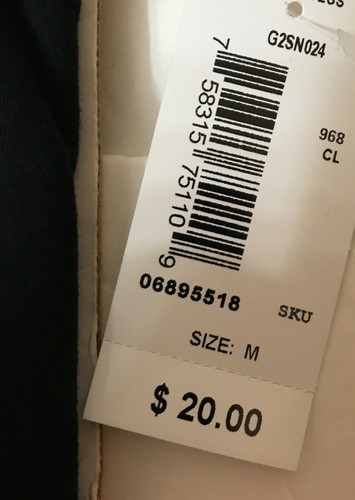 G2SN024
968
CL
7 58315 75110 9
06895518 SKU
SIZE: M
$ 20.00